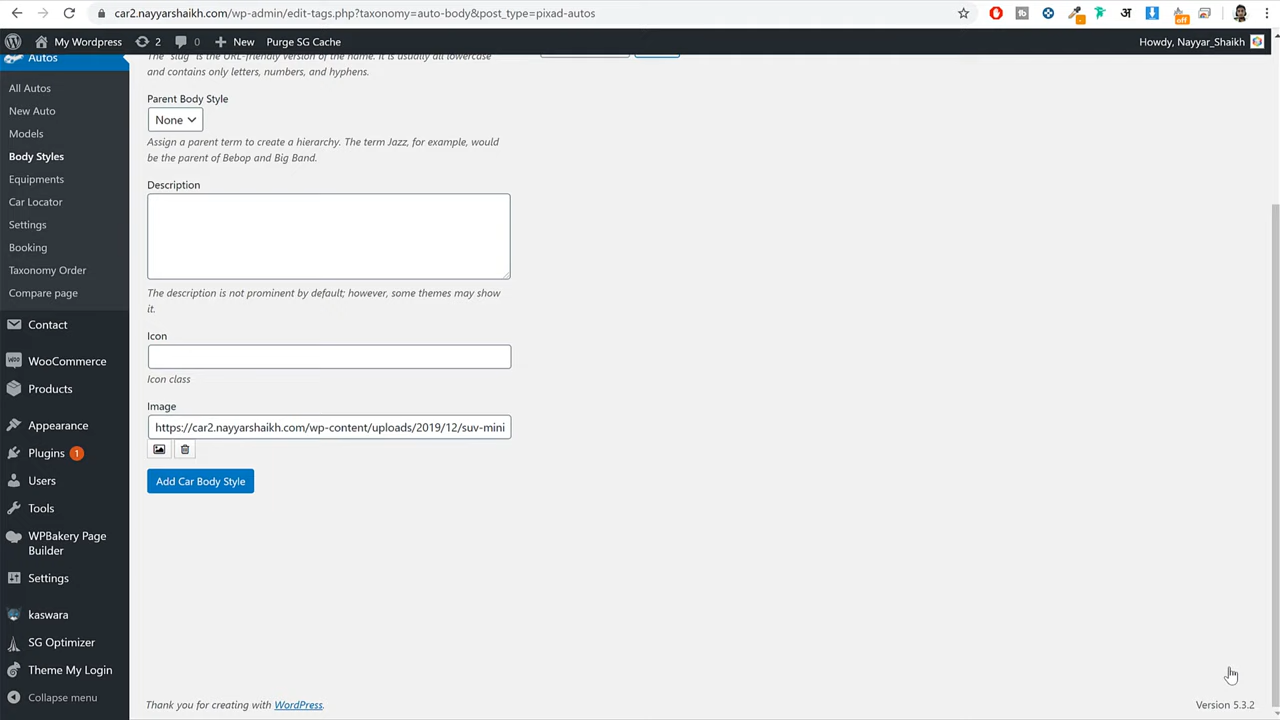 car2.nayyarshaikh.com/wp-admin/edit-tags.php?taxonomy=auto-body&post_type=pixad-autos
off
My Wordpress
2
0
New
Purge SG Cache
Howdy, Nayyar_Shaikh
Autos
All Autos
New Auto
Models
Body Styles
Equipments
Car Locator
Settings
Booking
Taxonomy Order
Compare page
Contact
WooCommerce
Products
Appearance
Plugins 1
Users
Tools
WPBakery Page
Builder
Settings
kaswara
SG Optimizer
Theme My Login
Collapse menu
The "slug" is the URL-friendly version of the name. It is usually all lowercase
and contains only letters, numbers, and hyphens.
Parent Body Style
None
Assign a parent term to create a hierarchy. The term Jazz, for example, would
be the parent of Bebop and Big Band.
Description
The description is not prominent by default; however, some themes may show
it.
Icon
Icon class
Image
https://car2.nayyarshaikh.com/wp-content/uploads/2019/12/suv-mini
Add Car Body Style
Thank you for creating with WordPress.
Version 5.3.2